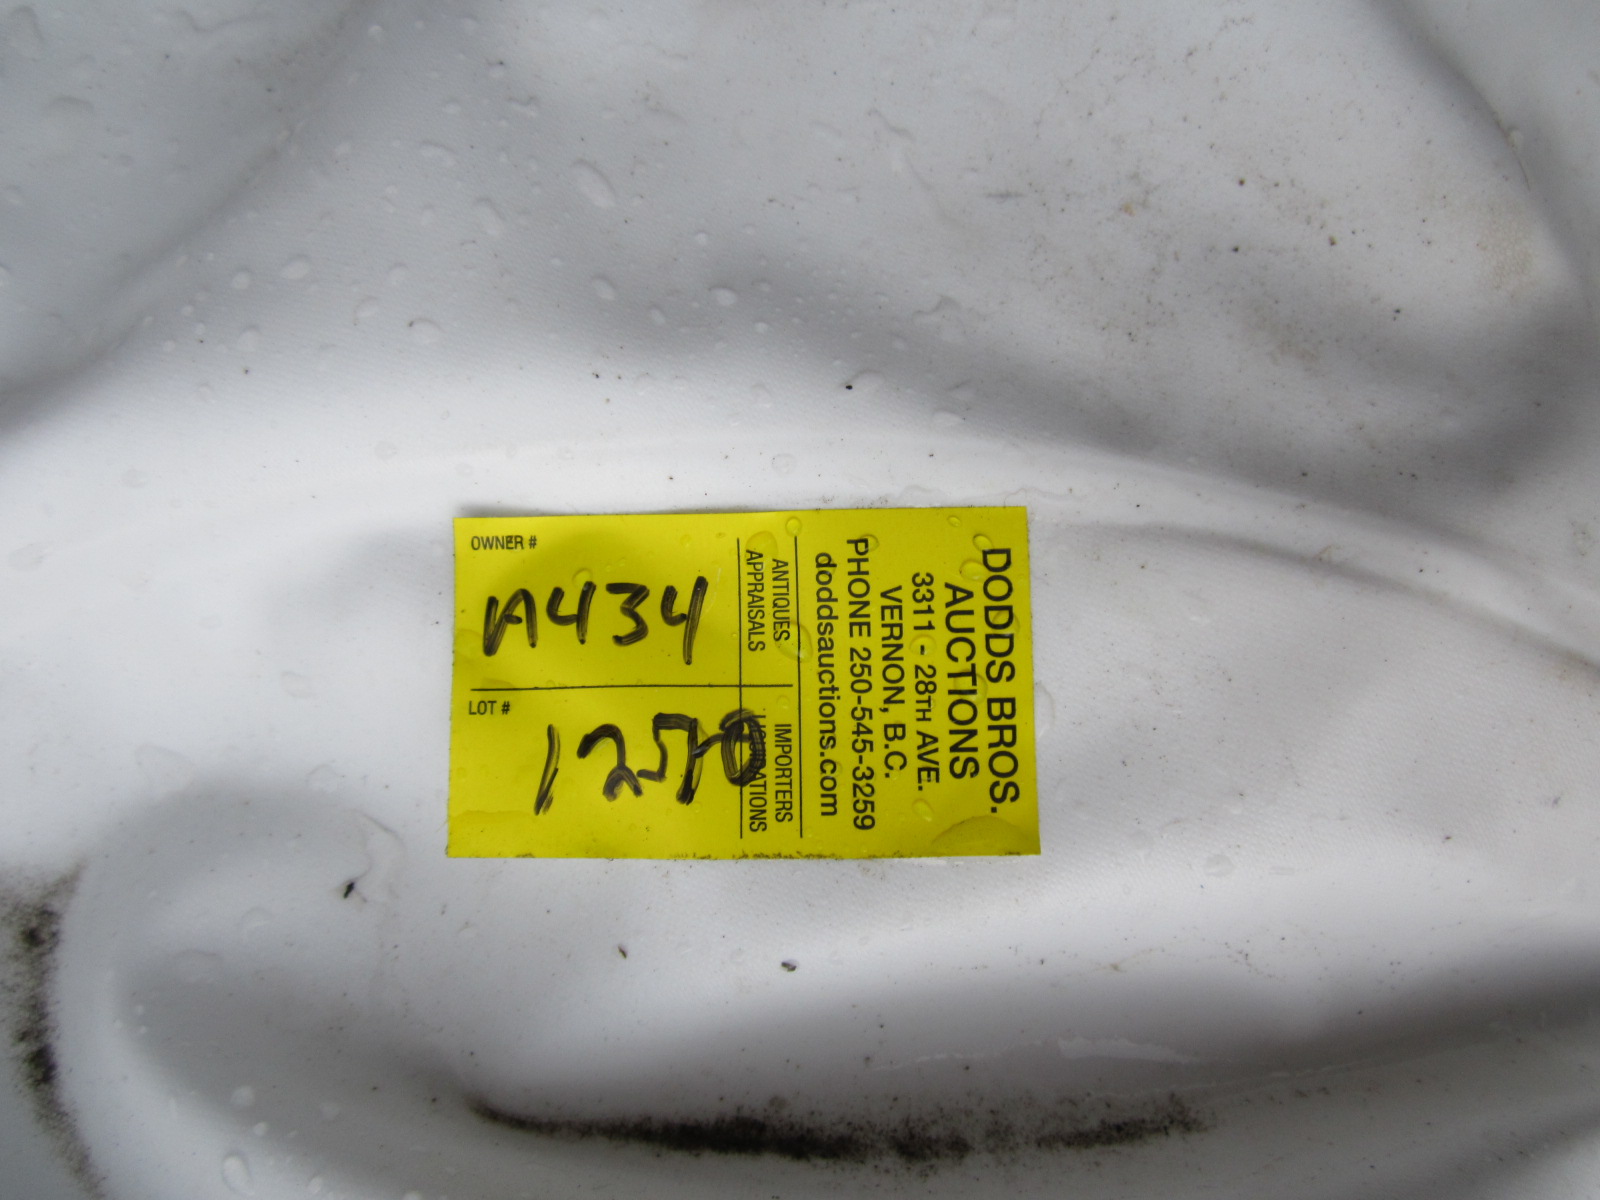 DODDS BROS.
AUCTIONS
3311 - 28TH AVE.
VERNON, B.C.
PHONE 250-545-3259
doddsauctions.com
ANTIQUES IMPORTERS
APPRAISALS LIQUIDATIONS
OWNER #
A434
LOT #
1250